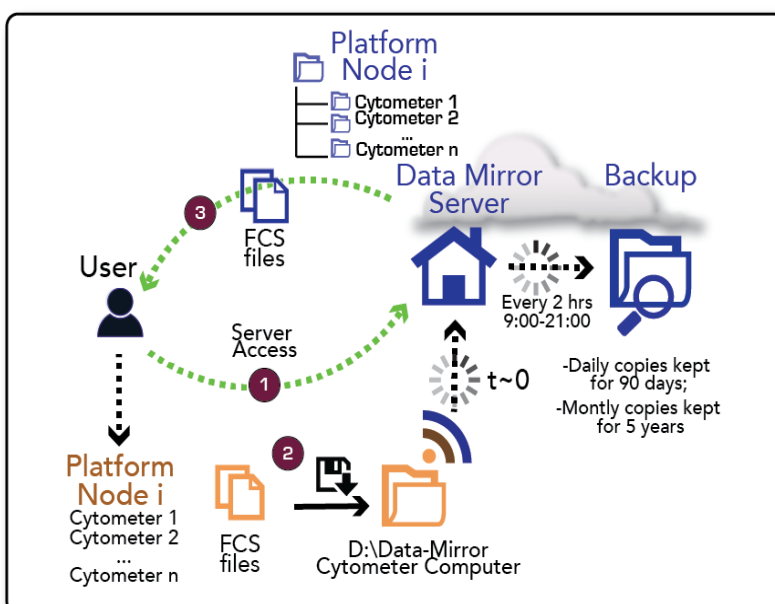 Platform
Node i
Cytometer 1
Cytometer 2
...
Cytometer n
Data Mirror
Server
Backup
3
FCS
files
User
Server
Access
1
Every 2 hrs
9:00-21:00
t~0
-Daily copies kept
for 90 days;
-Montly copies kept
for 5 years
Platform
Node i
Cytometer 1
Cytometer 2
...
Cytometer n
2
FCS
files
D:\Data-Mirror
Cytometer Computer